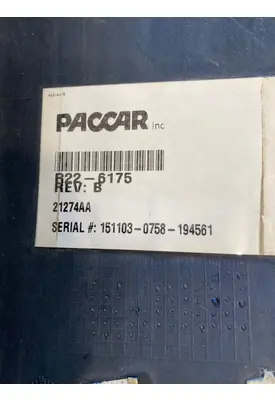 PACCAR inc
B22-6175
REV: B
21274AA
SERIAL #: 151103-0758-194561